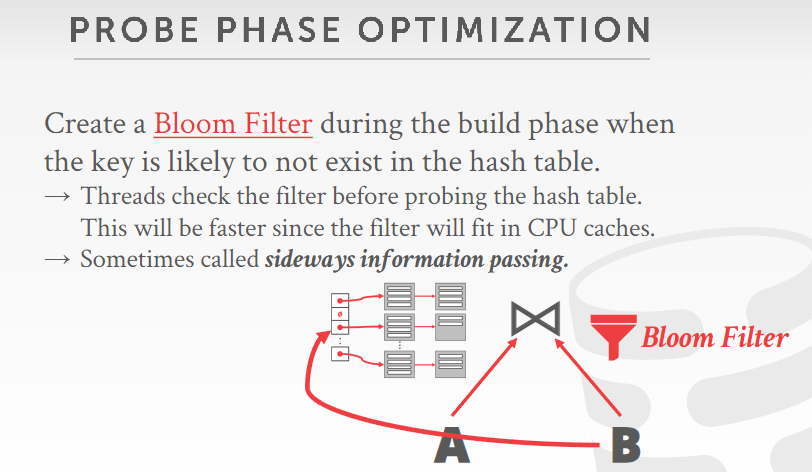 PROBE PHASE OPTIMIZATION
Create a Bloom Filter during the build phase when
the key is likely to not exist in the hash table.
→ Threads check the filter before probing the hash table.
This will be faster since the filter will fit in CPU caches.
→ Sometimes called sideways information passing.
ø
⋮
⋮
Bloom Filter
A
B